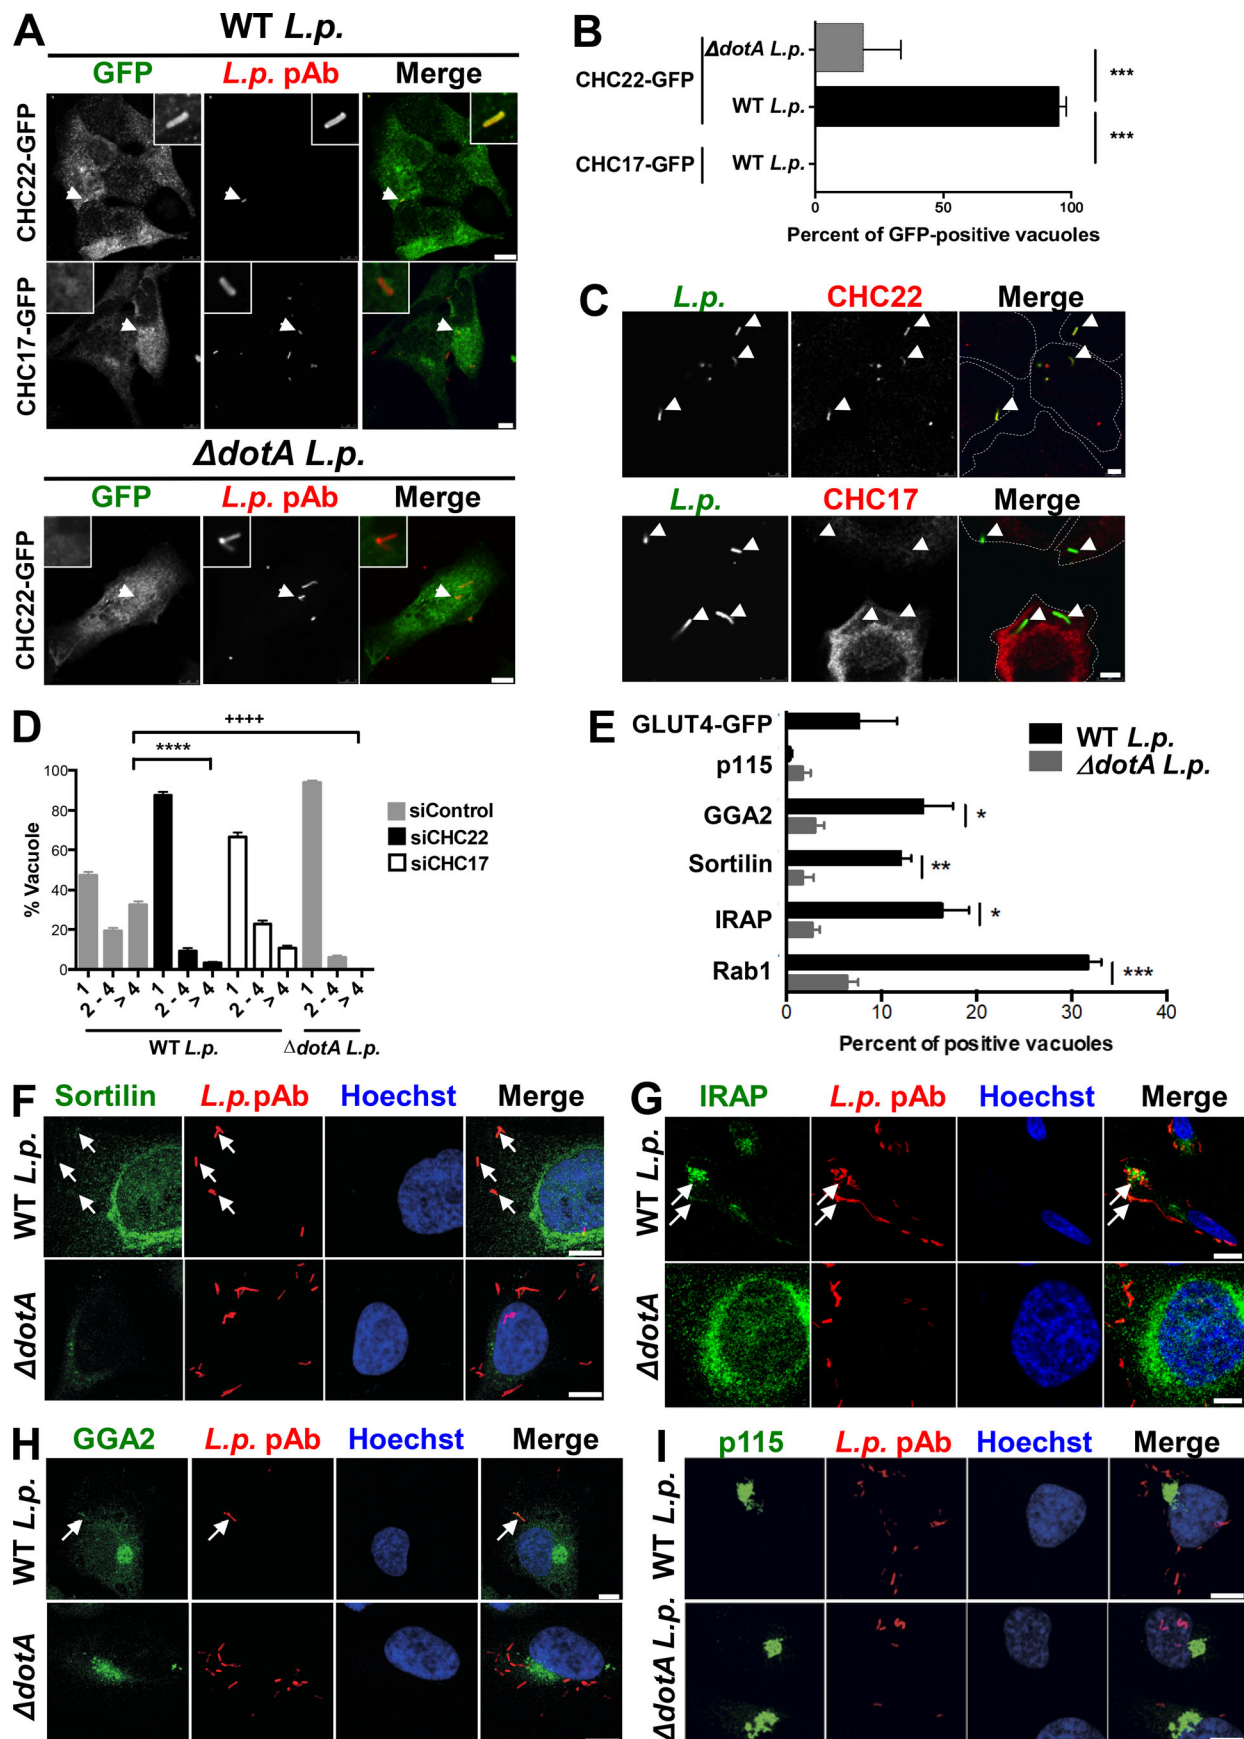 A
WT L.p.
GFP L.p. pAb Merge
CHC22-GFP
CHC17-GFP
ΔdotA L.p.
GFP L.p. pAb Merge
CHC22-GFP
B
CHC22-GFP
ΔdotA L.p.
WT L.p.
CHC17-GFP
WT L.p.
***
***
0 50 100
Percent of GFP-positive vacuoles
C
L.p. CHC22 Merge
L.p. CHC17 Merge
D
++++
****
100
80
60
40
20
0
% Vacuole
siControl
siCHC22
siCHC17
1 2 - 4 > 4 1 2 - 4 > 4 1 2 - 4 > 4 1 2 - 4 > 4
WT L.p. ΔdotA L.p.
E
GLUT4-GFP
p115
GGA2
Sortilin
IRAP
Rab1
WT L.p.
ΔdotA L.p.
*
**
*
***
0 10 20 30 40
Percent of positive vacuoles
F
Sortilin L.p.pAb Hoechst Merge
WT L.p.
ΔdotA
G
IRAP L.p. pAb Hoechst Merge
WT L.p.
ΔdotA
H
GGA2 L.p. pAb Hoechst Merge
WT L.p.
ΔdotA
I
p115 L.p. pAb Hoechst Merge
WT L.p.
ΔdotA L.p.